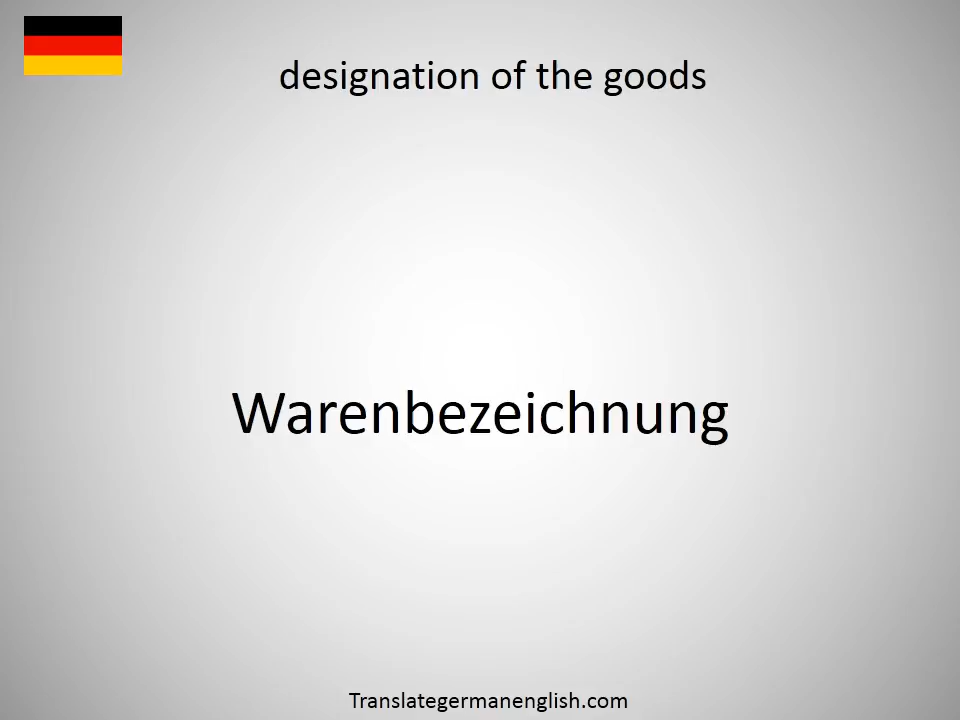 designation of the goods
Warenbezeichnung
Translategermanenglish.com